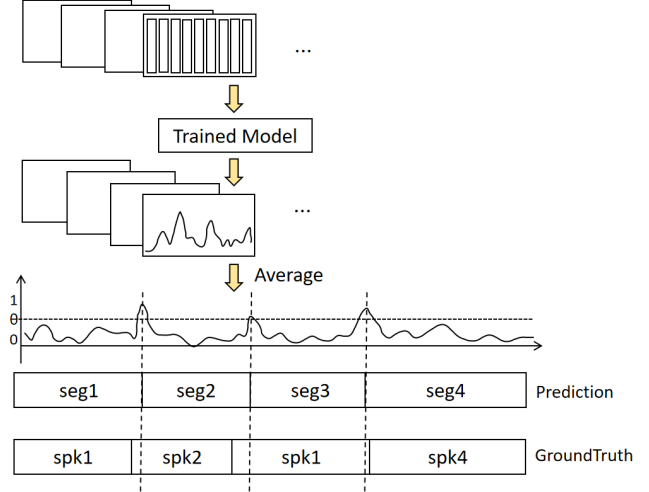 ...
Trained Model
...
Average
1
θ
0
seg1 seg2 seg3 seg4 Prediction
spk1 spk2 spk1 spk4 GroundTruth